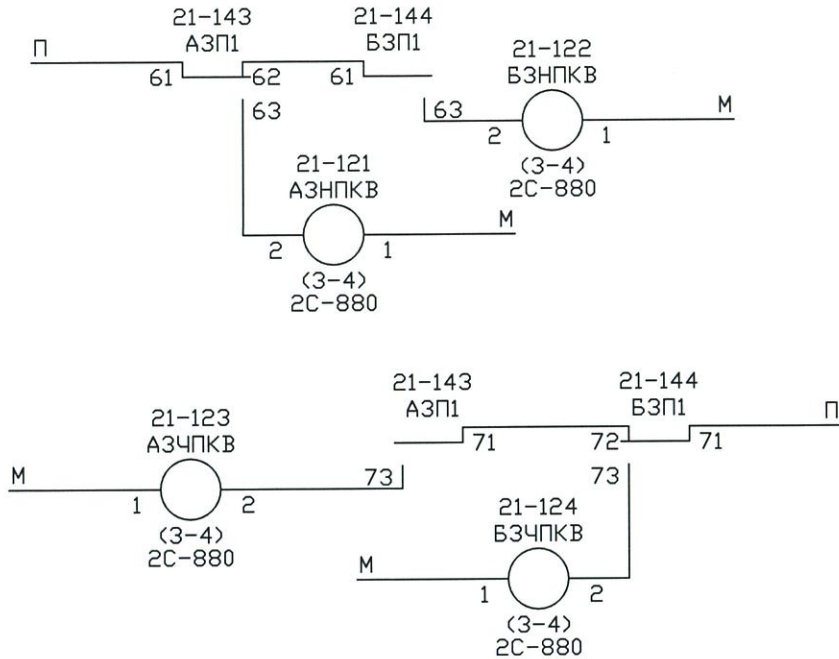 21-143
АЗП1
21-144
БЗП1
П
61
62
61
63
63
21-122
БЗНПКВ
2
1
М
(3-4)
2С-880
21-121
АЗНПКВ
2
1
М
(3-4)
2С-880
21-143
АЗП1
21-144
БЗП1
П
71
72
71
73
73
21-123
АЗЧПКВ
М
1
2
(3-4)
2С-880
21-124
БЗЧПКВ
М
1
2
(3-4)
2С-880